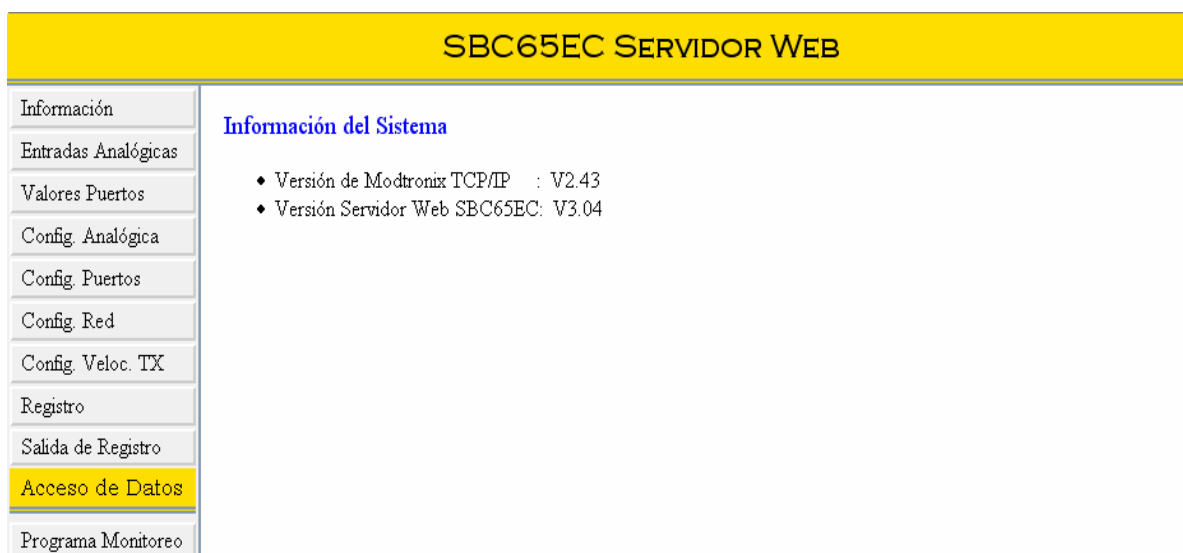 SBC65EC SERVIDOR WEB
Información
Entradas Analógicas
Valores Puertos
Config. Analógica
Config. Puertos
Config. Red
Config. Veloc. TX
Registro
Salida de Registro
Acceso de Datos
Programa Monitoreo
Información del Sistema
• Versión de Modtronix TCP/IP : V2.43
• Versión Servidor Web SBC65EC: V3.04